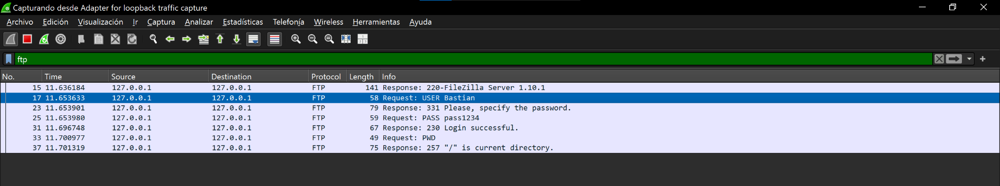 Capturando desde Adapter for loopback traffic capture
Archivo Edición Visualización Ir Captura Analizar Estadísticas Telefonía Wireless Herramientas Ayuda
ftp
No. Time Source Destination Protocol Length Info
15 11.636184 127.0.0.1 127.0.0.1 FTP 141 Response: 220-FileZilla Server 1.10.1
17 11.653633 127.0.0.1 127.0.0.1 FTP 58 Request: USER Bastian
23 11.653901 127.0.0.1 127.0.0.1 FTP 79 Response: 331 Please, specify the password.
25 11.653980 127.0.0.1 127.0.0.1 FTP 59 Request: PASS pass1234
31 11.696748 127.0.0.1 127.0.0.1 FTP 67 Response: 230 Login successful.
33 11.700977 127.0.0.1 127.0.0.1 FTP 49 Request: PWD
37 11.701319 127.0.0.1 127.0.0.1 FTP 75 Response: 257 "/" is current directory.